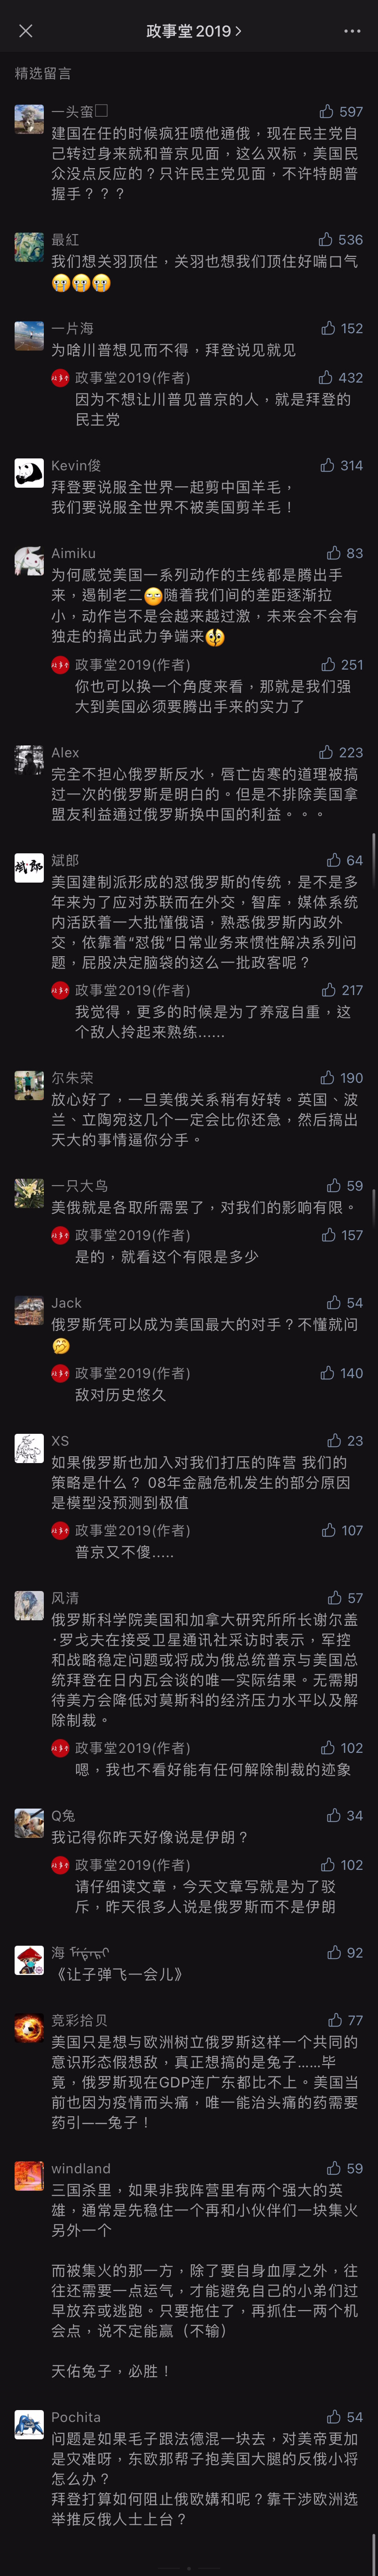 政事堂2019
精选留言
一头蛮
597
建国在任的时候疯狂喷他通俄，现在民主党自
己转过身来就和普京见面，这么双标，美国民
众没点反应的？只许民主党见面，不许特朗普
握手？？？
最紅
536
我们想关羽顶住，关羽也想我们顶住好喘口气
😭😭😭
一片海
152
为啥川普想见而不得，拜登说见就见
政事堂2019(作者)
432
因为不想让川普见普京的人，就是拜登的
民主党
Kevin俊
314
拜登要说服全世界一起剪中国羊毛，
我们要说服全世界不被美国剪羊毛！
Aimiku
83
为何感觉美国一系列动作的主线都是腾出手
来，遏制老二随着我们间的差距逐渐拉
小，动作岂不是会越来越过激，未来会不会有
独走的搞出武力争端来
政事堂2019(作者)
251
你也可以换一个角度来看，那就是我们强
大到美国必须要腾出手来的实力了
Alex
223
完全不担心俄罗斯反水，唇亡齿寒的道理被搞
过一次的俄罗斯是明白的。但是不排除美国拿
盟友利益通过俄罗斯换中国的利益。。。
斌郎
64
美国建制派形成的怼俄罗斯的传统，是不是多
年来为了应对苏联而在外交，智库，媒体系统
内活跃着一大批懂俄语，熟悉俄罗斯内政外
交，依靠着“怼俄”日常业务来惯性解决系列问
题，屁股决定脑袋的这么一批政客呢？
政事堂2019(作者)
217
我觉得，更多的时候是为了养寇自重，这
个敌人拎起来熟练......
尔朱荣
190
放心好了，一旦美俄关系稍有好转。英国、波
兰、立陶宛这几个一定会比你还急，然后搞出
天大的事情逼你分手。
一只大鸟
59
美俄就是各取所需罢了，对我们的影响有限。
政事堂2019(作者)
157
是的，就看这个有限是多少
Jack
54
俄罗斯凭可以成为美国最大的对手？不懂就问
政事堂2019(作者)
140
敌对历史悠久
XS
23
如果俄罗斯也加入对我们打压的阵营 我们的
策略是什么？ 08年金融危机发生的部分原因
是模型没预测到极值
政事堂2019(作者)
107
普京又不傻.....
风清
57
俄罗斯科学院美国和加拿大研究所所长谢尔盖
·罗戈夫在接受卫星通讯社采访时表示，军控
和战略稳定问题或将成为俄总统普京与美国总
统拜登在日内瓦会谈的唯一实际结果。无需期
待美方会降低对莫斯科的经济压力水平以及解
除制裁。
政事堂2019(作者)
102
嗯，我也不看好能有任何解除制裁的迹象
Q兔
34
我记得你昨天好像说是伊朗？
政事堂2019(作者)
102
请仔细读文章，今天文章写就是为了驳
斥，昨天很多人说是俄罗斯而不是伊朗
海
92
《让子弹飞一会儿》
竞彩拾贝
77
美国只是想与欧洲树立俄罗斯这样一个共同的
意识形态假想敌，真正想搞的是兔子......毕
竟，俄罗斯现在GDP连广东都比不上。美国当
前也因为疫情而头痛，唯一能治头痛的药需要
药引——兔子！
windland
59
三国杀里，如果非我阵营里有两个强大的英
雄，通常是先稳住一个再和小伙伴们一块集火
另外一个
而被集火的那一方，除了要自身血厚之外，往
往还需要一点运气，才能避免自己的小弟们过
早放弃或逃跑。只要拖住了，再抓住一两个机
会点，说不定能赢（不输）
天佑兔子，必胜！
Pochita
54
问题是如果毛子跟法德混一块去，对美帝更加
是灾难呀，东欧那帮子抱美国大腿的反俄小将
怎么办？
拜登打算如何阻止俄欧媾和呢？靠干涉欧洲选
举推反俄人士上台？